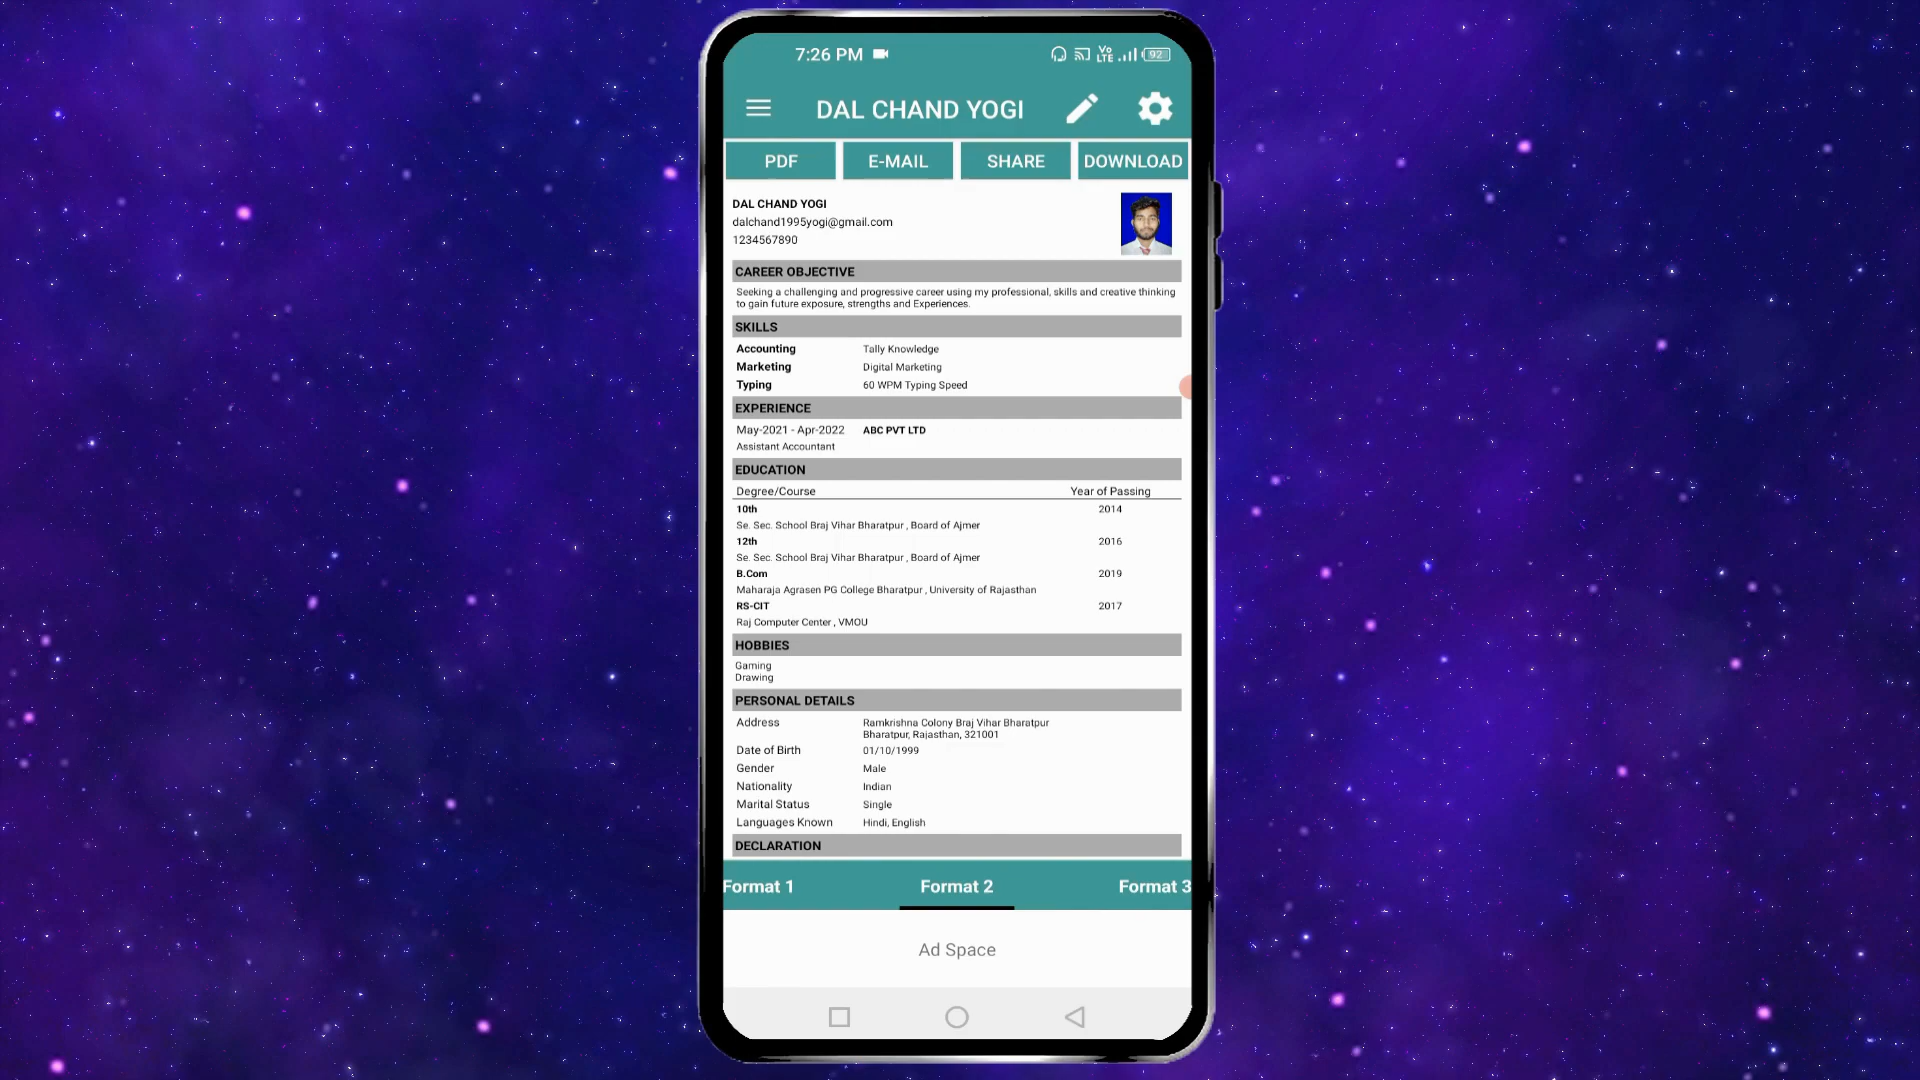 7:26 PM Vo LTE 92
DAL CHAND YOGI
PDF E-MAIL SHARE DOWNLOAD
DAL CHAND YOGI
dalchand1995yogi@gmail.com
1234567890
CAREER OBJECTIVE
Seeking a challenging and progressive career using my professional, skills and creative thinking
to gain future exposure, strengths and Experiences.
SKILLS
Accounting Tally Knowledge
Marketing Digital Marketing
Typing 60 WPM Typing Speed
EXPERIENCE
May-2021 - Apr-2022 ABC PVT LTD
Assistant Accountant
EDUCATION
Degree/Course Year of Passing
10th 2014
Se. Sec. School Braj Vihar Bharatpur , Board of Ajmer
12th 2016
Se. Sec. School Braj Vihar Bharatpur , Board of Ajmer
B.Com 2019
Maharaja Agrasen PG College Bharatpur , University of Rajasthan
RS-CIT 2017
Raj Computer Center , VMOU
HOBBIES
Gaming
Drawing
PERSONAL DETAILS
Address Ramkrishna Colony Braj Vihar Bharatpur
Bharatpur, Rajasthan, 321001
Date of Birth 01/10/1999
Gender Male
Nationality Indian
Marital Status Single
Languages Known Hindi, English
DECLARATION
Format 1 Format 2 Format 3
Ad Space